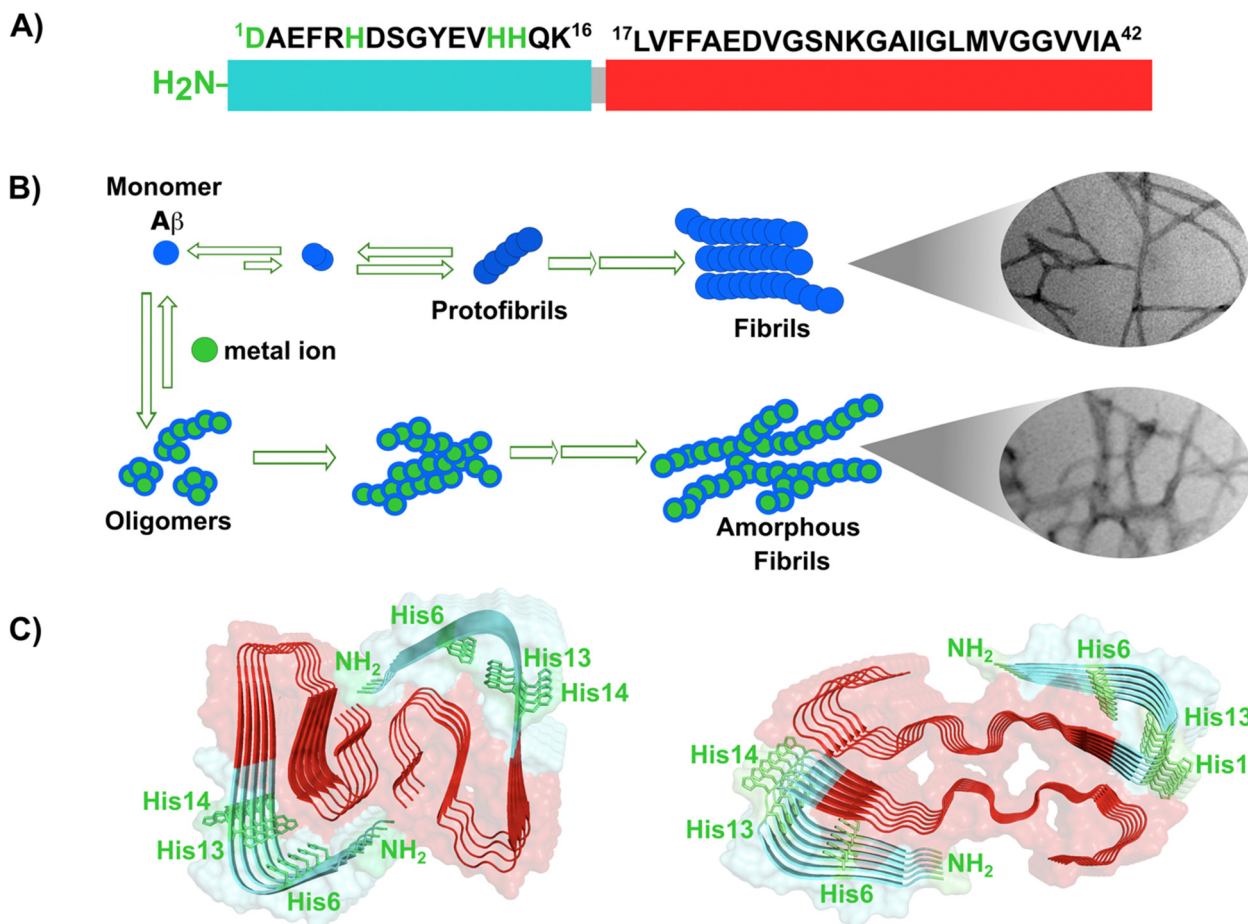 A)
¹DAEFRHDSGYEVHHQK¹⁶ ¹⁷LVFFAEDVGSNKGAIIGLMVGGVVIA⁴²
H₂N-
B)
Monomer
Aβ
Protofibrils
Fibrils
metal ion
Oligomers
Amorphous
Fibrils
C)
His6
NH₂
His13
His14
His14
His13
NH₂
His6
NH₂
His6
His13
His1
His14
His13
NH₂
His6